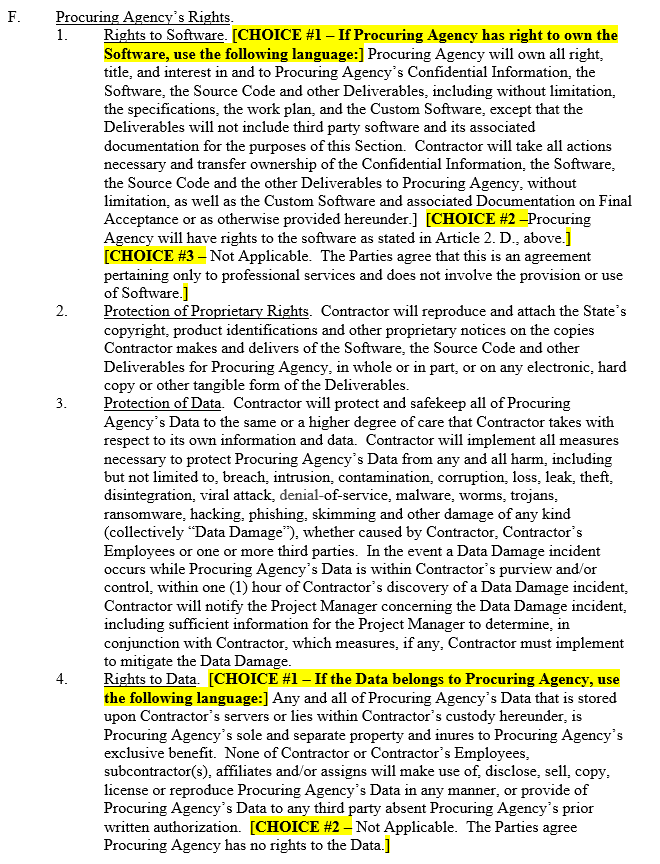 F. Procuring Agency's Rights.
1. Rights to Software. [CHOICE #1 – If Procuring Agency has right to own the
Software, use the following language:] Procuring Agency will own all right,
title, and interest in and to Procuring Agency's Confidential Information, the
Software, the Source Code and other Deliverables, including without limitation,
the specifications, the work plan, and the Custom Software, except that the
Deliverables will not include third party software and its associated
documentation for the purposes of this Section. Contractor will take all actions
necessary and transfer ownership of the Confidential Information, the Software,
the Source Code and the other Deliverables to Procuring Agency, without
limitation, as well as the Custom Software and associated Documentation on Final
Acceptance or as otherwise provided hereunder.] [CHOICE #2 –Procuring
Agency will have rights to the software as stated in Article 2. D., above.]
[CHOICE #3 – Not Applicable. The Parties agree that this is an agreement
pertaining only to professional services and does not involve the provision or use
of Software.]
2. Protection of Proprietary Rights. Contractor will reproduce and attach the State's
copyright, product identifications and other proprietary notices on the copies
Contractor makes and delivers of the Software, the Source Code and other
Deliverables for Procuring Agency, in whole or in part, or on any electronic, hard
copy or other tangible form of the Deliverables.
3. Protection of Data. Contractor will protect and safekeep all of Procuring
Agency's Data to the same or a higher degree of care that Contractor takes with
respect to its own information and data. Contractor will implement all measures
necessary to protect Procuring Agency's Data from any and all harm, including
but not limited to, breach, intrusion, contamination, corruption, loss, leak, theft,
disintegration, viral attack, denial-of-service, malware, worms, trojans,
ransomware, hacking, phishing, skimming and other damage of any kind
(collectively "Data Damage"), whether caused by Contractor, Contractor's
Employees or one or more third parties. In the event a Data Damage incident
occurs while Procuring Agency's Data is within Contractor's purview and/or
control, within one (1) hour of Contractor's discovery of a Data Damage incident,
Contractor will notify the Project Manager concerning the Data Damage incident,
including sufficient information for the Project Manager to determine, in
conjunction with Contractor, which measures, if any, Contractor must implement
to mitigate the Data Damage.
4. Rights to Data. [CHOICE #1 – If the Data belongs to Procuring Agency, use
the following language:] Any and all of Procuring Agency's Data that is stored
upon Contractor's servers or lies within Contractor's custody hereunder, is
Procuring Agency's sole and separate property and inures to Procuring Agency's
exclusive benefit. None of Contractor or Contractor's Employees,
subcontractor(s), affiliates and/or assigns will make use of, disclose, sell, copy,
license or reproduce Procuring Agency's Data in any manner, or provide of
Procuring Agency's Data to any third party absent Procuring Agency's prior
written authorization. [CHOICE #2 – Not Applicable. The Parties agree
Procuring Agency has no rights to the Data.]